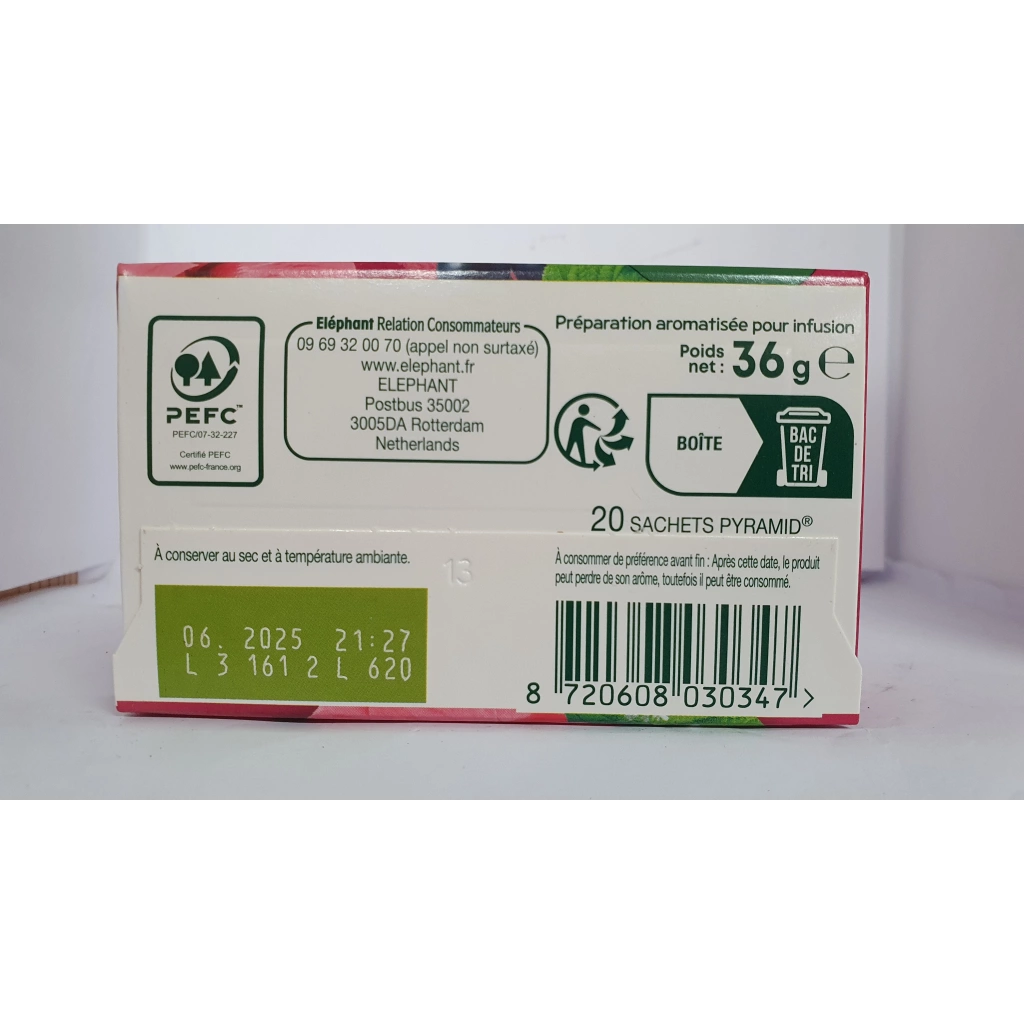 PEFC™
PEFC/07-32-227
Certifié PEFC
www.pefc-france.org
Eléphant Relation Consommateurs
09 69 32 00 70 (appel non surtaxé)
www.elephant.fr
ELEPHANT
Postbus 35002
3005DA Rotterdam
Netherlands
Préparation aromatisée pour infusion
Poids
net : 36 g ℮
BOÎTE
BAC
DE
TRI
20 SACHETS PYRAMID®
À conserver au sec et à température ambiante.
13
À consommer de préférence avant fin : Après cette date, le produit
peut perdre de son arôme, toutefois il peut être consommé.
06. 2025 21:27
L 3 161 2 L 620
8 720608 030347 >